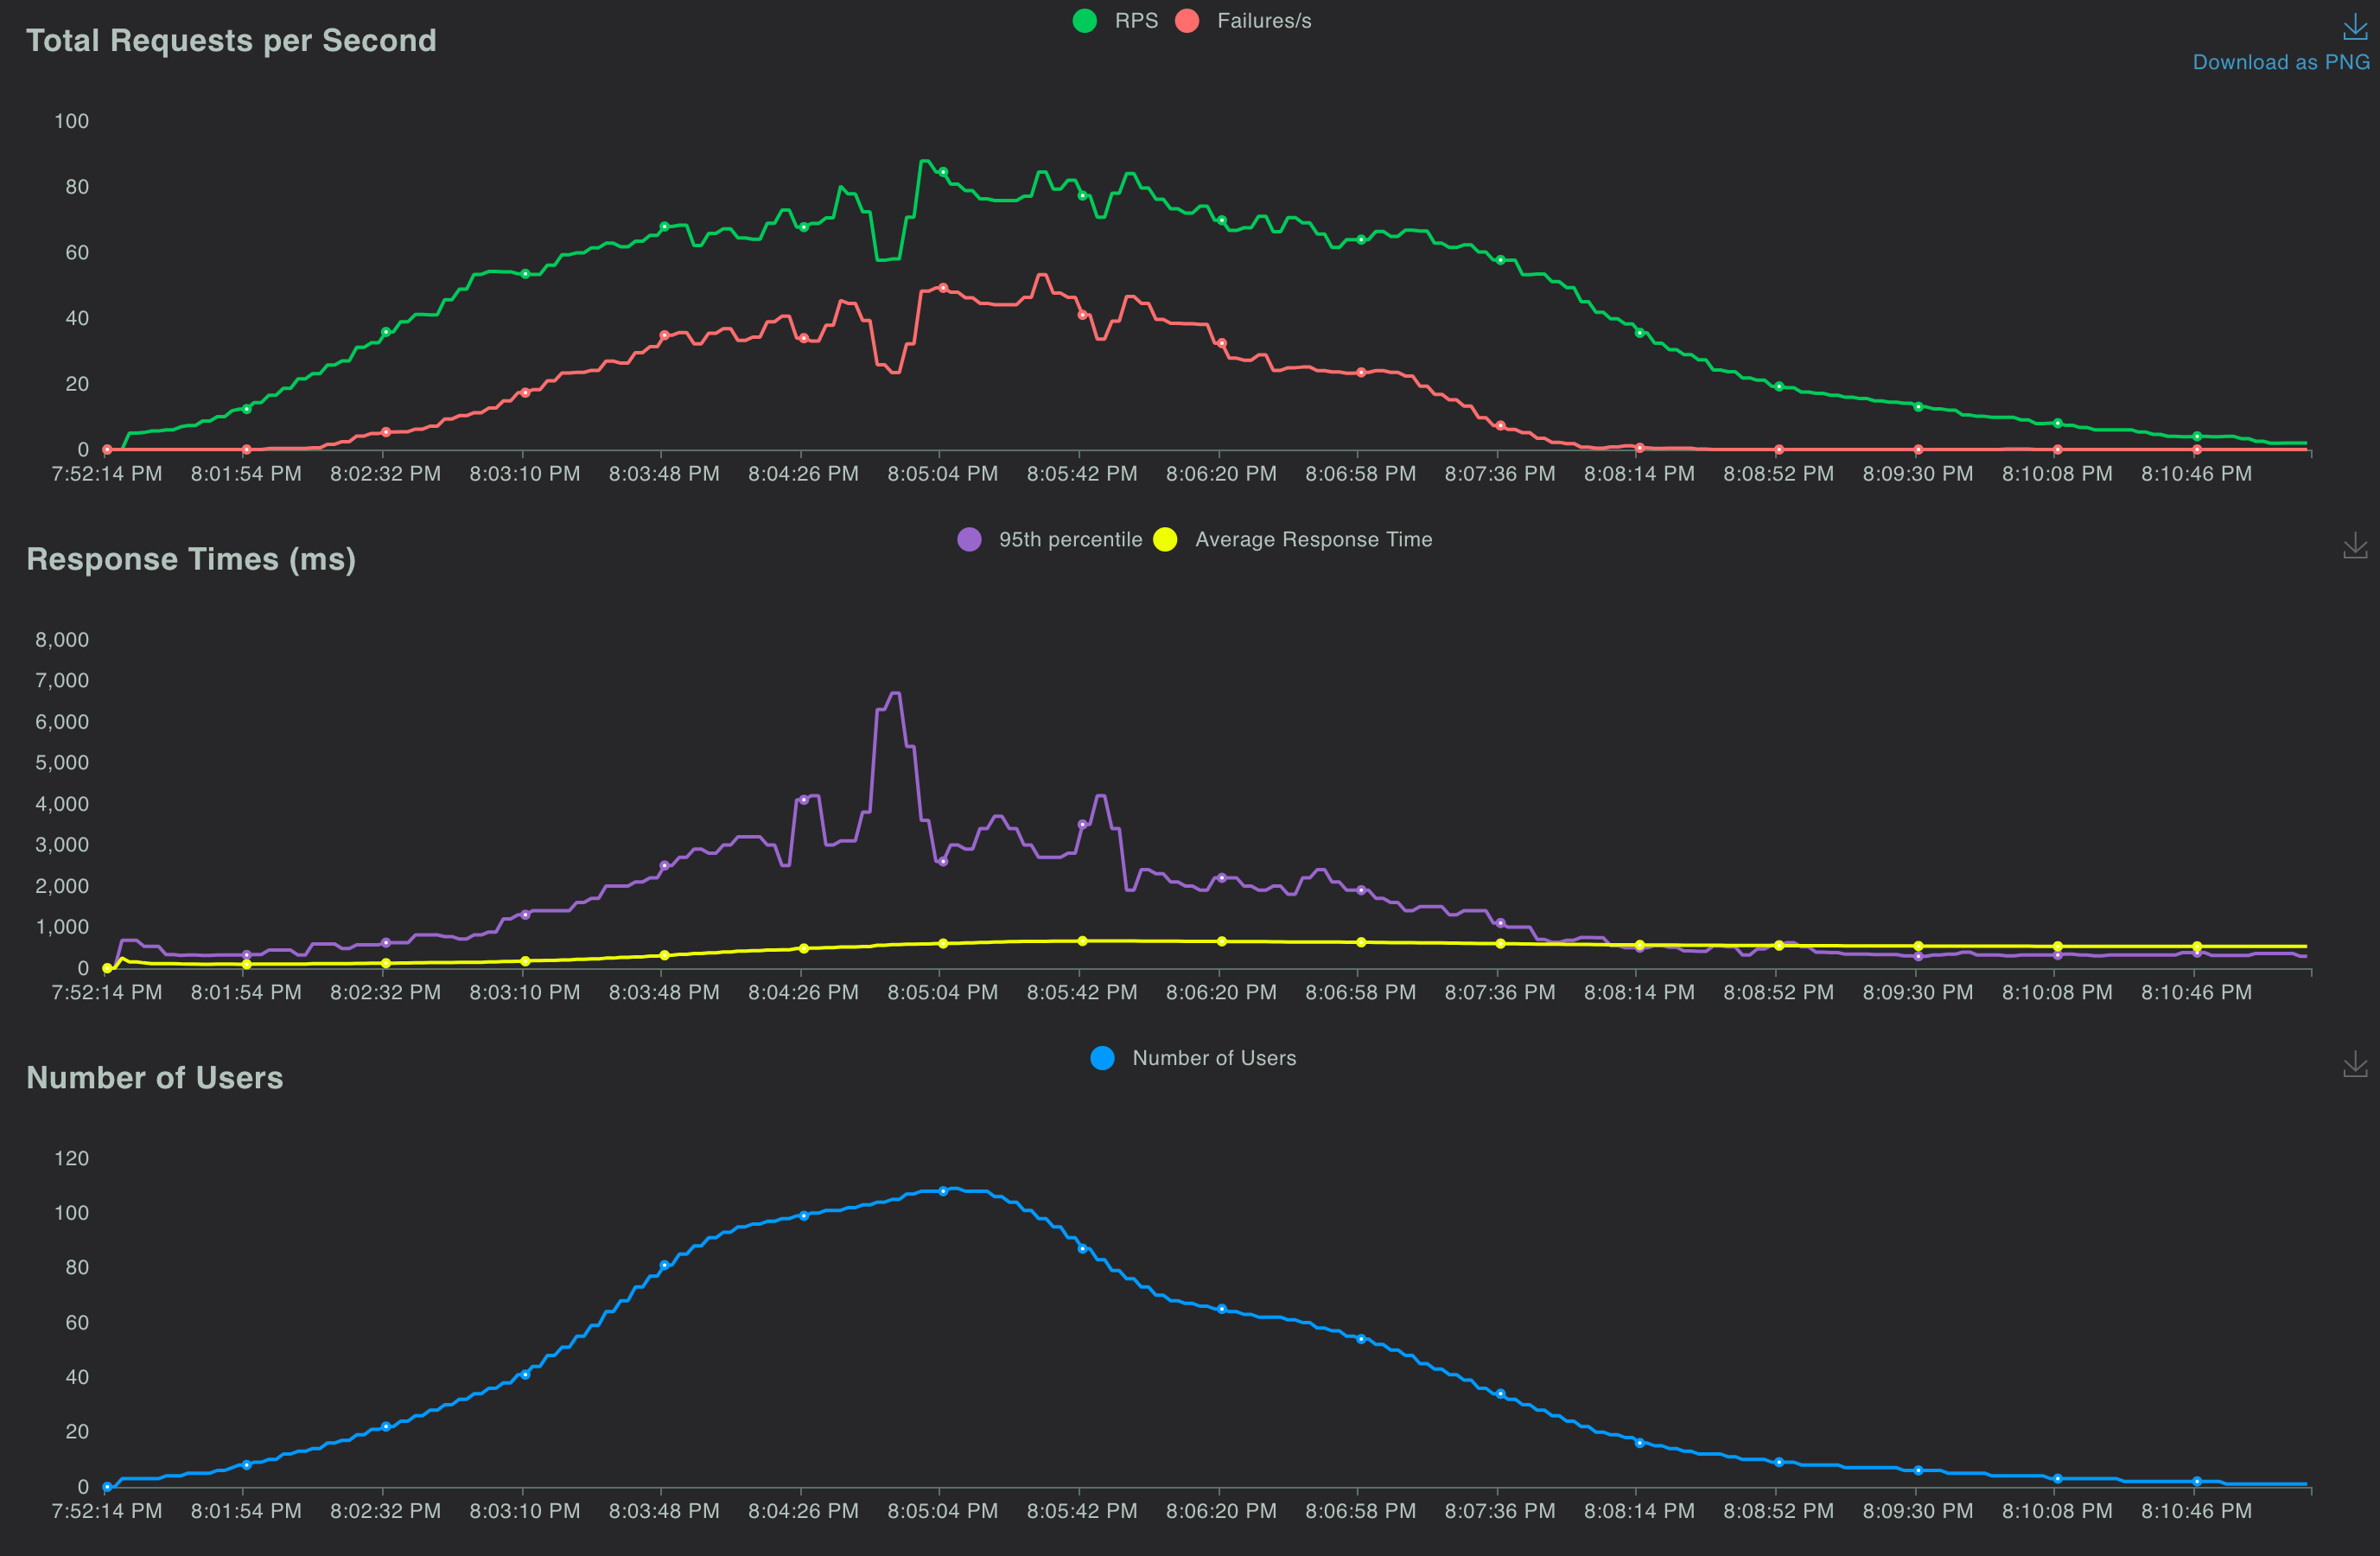 RPS Failures/s
Total Requests per Second
Download as PNG
100
80
60
40
20
0
7:52:14 PM 8:01:54 PM 8:02:32 PM 8:03:10 PM 8:03:48 PM 8:04:26 PM 8:05:04 PM 8:05:42 PM 8:06:20 PM 8:06:58 PM 8:07:36 PM 8:08:14 PM 8:08:52 PM 8:09:30 PM 8:10:08 PM 8:10:46 PM
95th percentile Average Response Time
Response Times (ms)
8,000
7,000
6,000
5,000
4,000
3,000
2,000
1,000
0
7:52:14 PM 8:01:54 PM 8:02:32 PM 8:03:10 PM 8:03:48 PM 8:04:26 PM 8:05:04 PM 8:05:42 PM 8:06:20 PM 8:06:58 PM 8:07:36 PM 8:08:14 PM 8:08:52 PM 8:09:30 PM 8:10:08 PM 8:10:46 PM
Number of Users
Number of Users
120
100
80
60
40
20
0
7:52:14 PM 8:01:54 PM 8:02:32 PM 8:03:10 PM 8:03:48 PM 8:04:26 PM 8:05:04 PM 8:05:42 PM 8:06:20 PM 8:06:58 PM 8:07:36 PM 8:08:14 PM 8:08:52 PM 8:09:30 PM 8:10:08 PM 8:10:46 PM